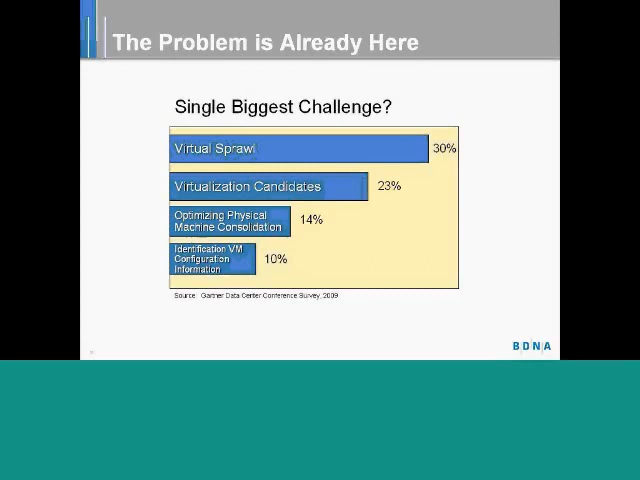 The Problem is Already Here
Single Biggest Challenge?
Virtual Sprawl 30%
Virtualization Candidates 23%
Optimizing Physical
Machine Consolidation 14%
Identification VM
Configuration
Information 10%
Source: Gartner Data Center Conference Survey, 2009
BDNA